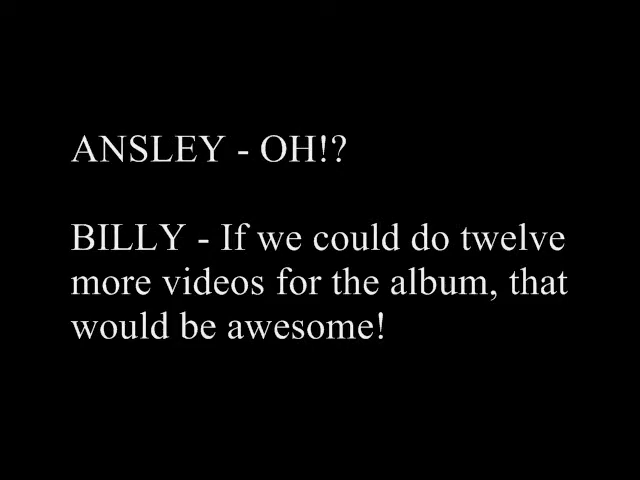 ANSLEY - OH!?
BILLY - If we could do twelve
more videos for the album, that
would be awesome!